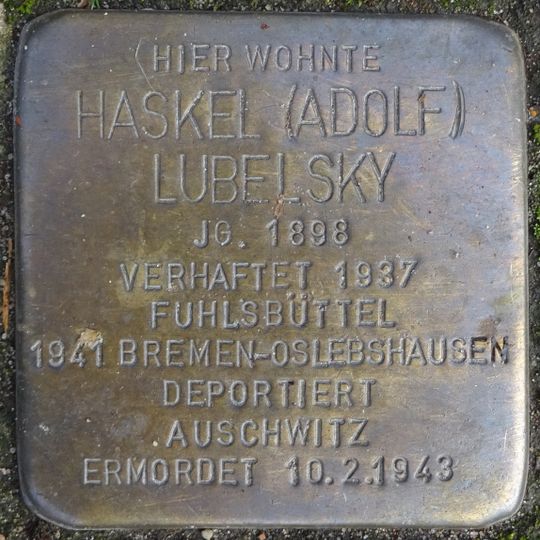 HIER WOHNTE
HASKEL (ADOLF)
LUBELSKY
JG. 1898
VERHAFTET 1937
FUHLSBÜTTEL
1941 BREMEN-OSLEBSHAUSEN
DEPORTIERT
AUSCHWITZ
ERMORDET 10.2.1943